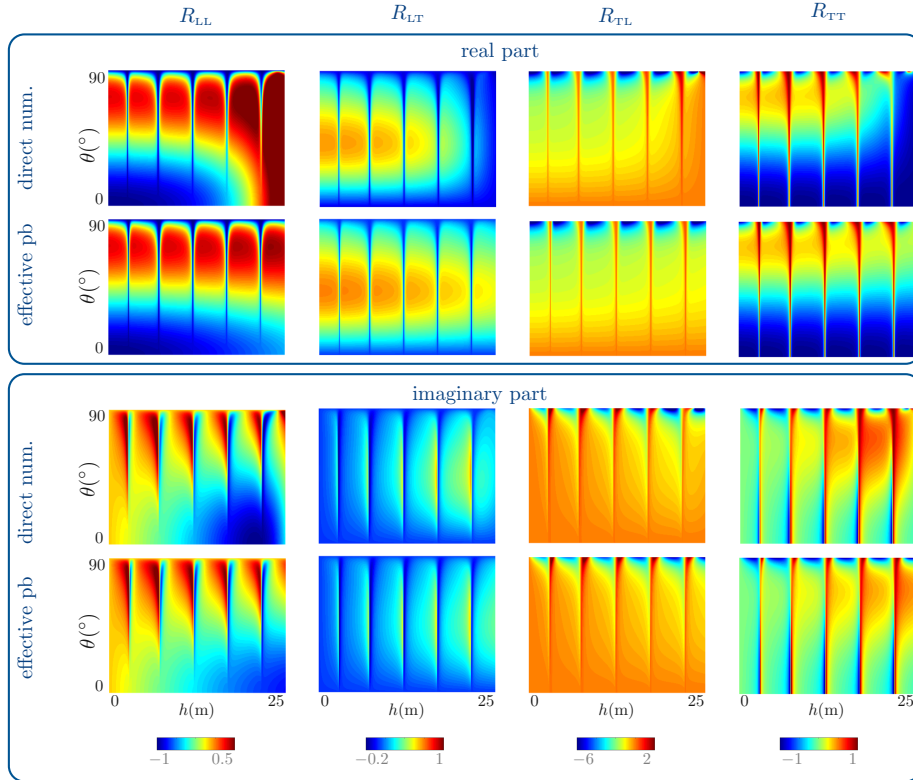 R_LL R_LT R_TL R_TT
real part
direct num.
90
θ(°)
0
effective pb
90
θ(°)
0
imaginary part
direct num.
90
θ(°)
0
effective pb
90
θ(°)
0
0 25 0 25 0 25 0 25
h(m) h(m) h(m) h(m)
−1 0.5 −0.2 1 −6 2 −1 1